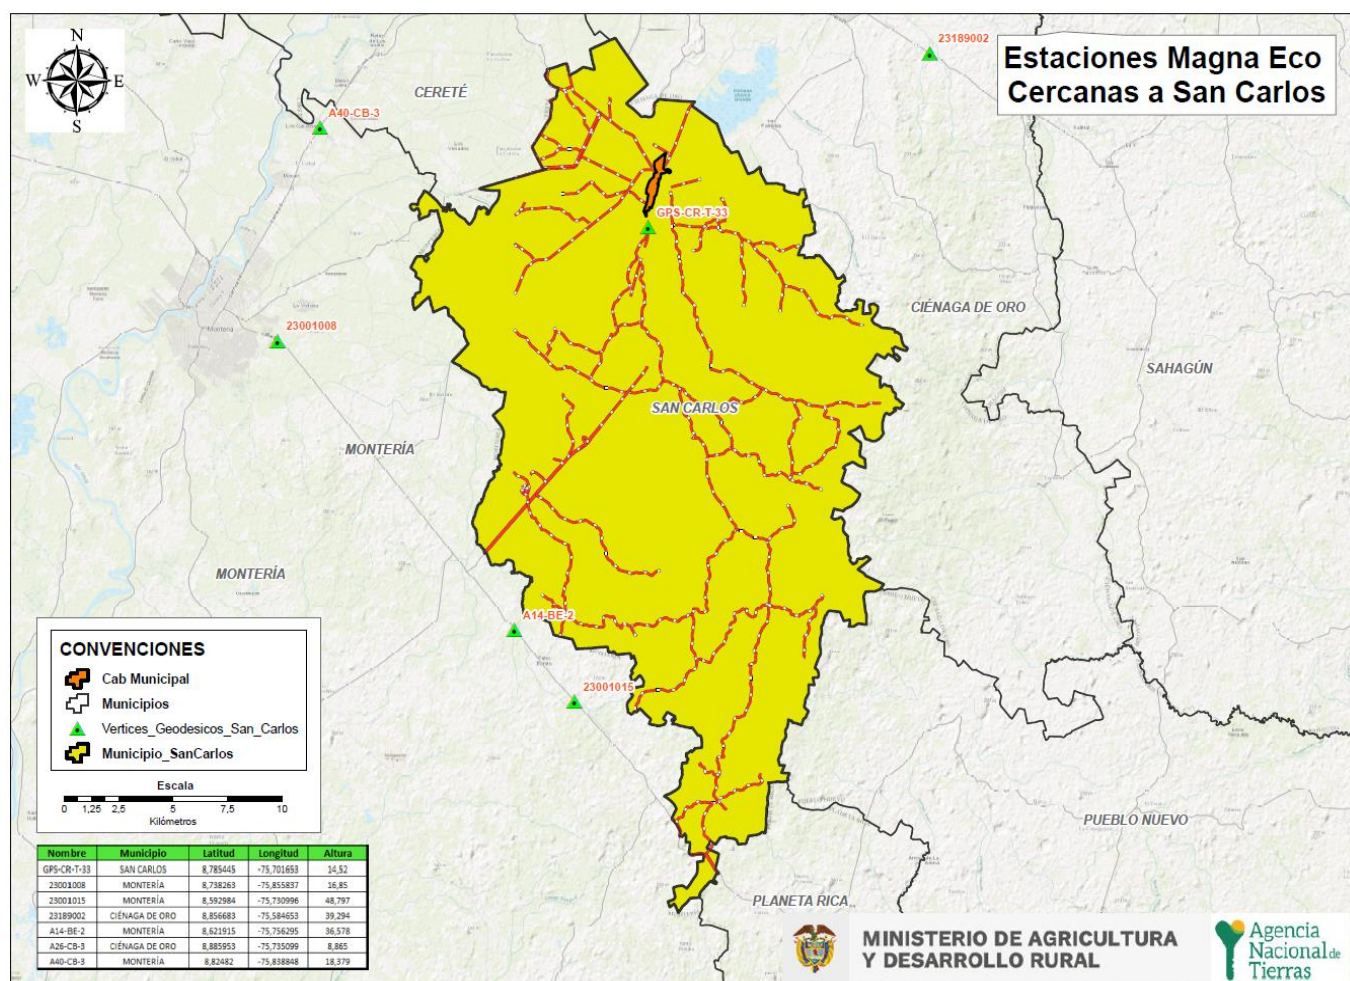 Estaciones Magna Eco
Cercanas a San Carlos
N
W
E
S
23189002
CERETÉ
A40-CB-3
GPS-CR-T-33
CIÉNAGA DE ORO
23001008
Montería
SAHAGÚN
SAN CARLOS
MONTERÍA
MONTERÍA
A14-BE-2
23001015
PUEBLO NUEVO
PLANETA RICA
CONVENCIONES
Cab Municipal
Municipios
Vertices_Geodesicos_San_Carlos
Municipio_SanCarlos
Escala
0 1,25 2,5 5 7,5 10
Kilómetros
Nombre Municipio Latitud Longitud Altura
GPS-CR-T-33 SAN CARLOS 8,785445 -75,701653 14,52
23001008 MONTERÍA 8,738263 -75,855837 16,85
23001015 MONTERÍA 8,592984 -75,730996 48,797
23189002 CIÉNAGA DE ORO 8,856683 -75,584653 39,294
A14-BE-2 MONTERÍA 8,621915 -75,756295 36,578
A26-CB-3 CIÉNAGA DE ORO 8,885953 -75,735099 8,865
A40-CB-3 MONTERÍA 8,82482 -75,838848 18,379
MINISTERIO DE AGRICULTURA
Y DESARROLLO RURAL
Agencia
Nacional de
Tierras